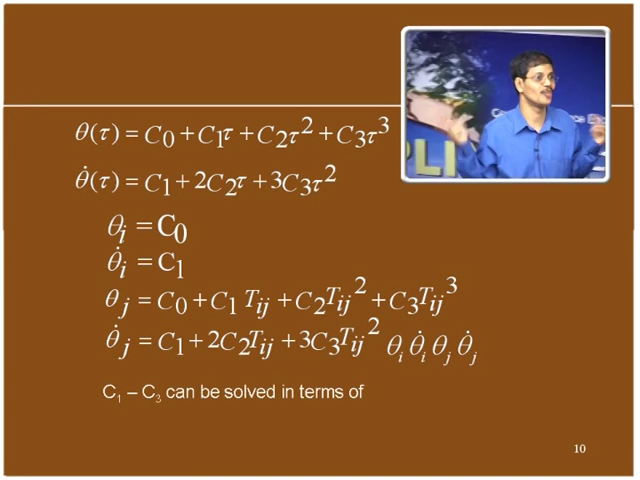 θ(τ) = C0 + C1τ + C2τ² + C3τ³
θ̇(τ) = C1 + 2C2τ + 3C3τ²
θi = C0
θ̇i = C1
θj = C0 + C1 Tij + C2Tij² + C3Tij³
θ̇j = C1 + 2C2Tij + 3C3Tij² θi θ̇i θj θ̇j
C1 – C3 can be solved in terms of
10